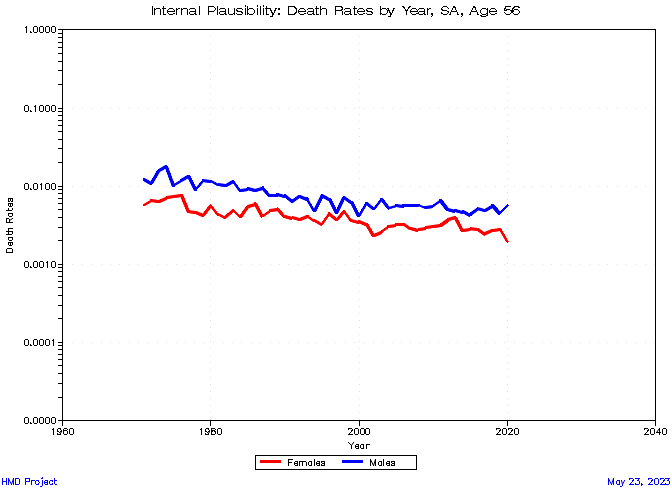 Internal Plausibility: Death Rates by Year, SA, Age 56
1.0000
0.1000
0.0100
0.0010
0.0001
0.0000
Death Rates
1960
1980
2000
2020
2040
Year
Females
Males
HMD Project
May 23, 2023